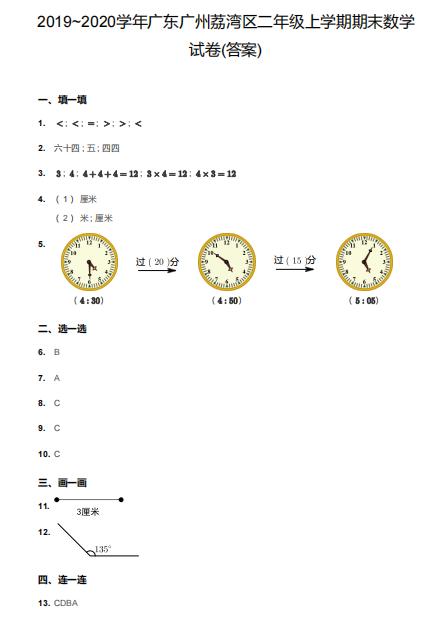 2019~2020学年广东广州荔湾区二年级上学期期末数学
试卷(答案)
一、填一填
1. <；<；=；>；>；<
2. 六十四；五；四四
3. 3；4；4+4+4=12；3×4=12；4×3=12
4. （1） 厘米
（2） 米；厘米
5. 过（20）分 过（15）分
（4:30） （4:50） （5:05）
二、选一选
6. B
7. A
8. C
9. C
10. C
三、画一画
11. 3厘米
12. 135°
四、连一连
13. CDBA